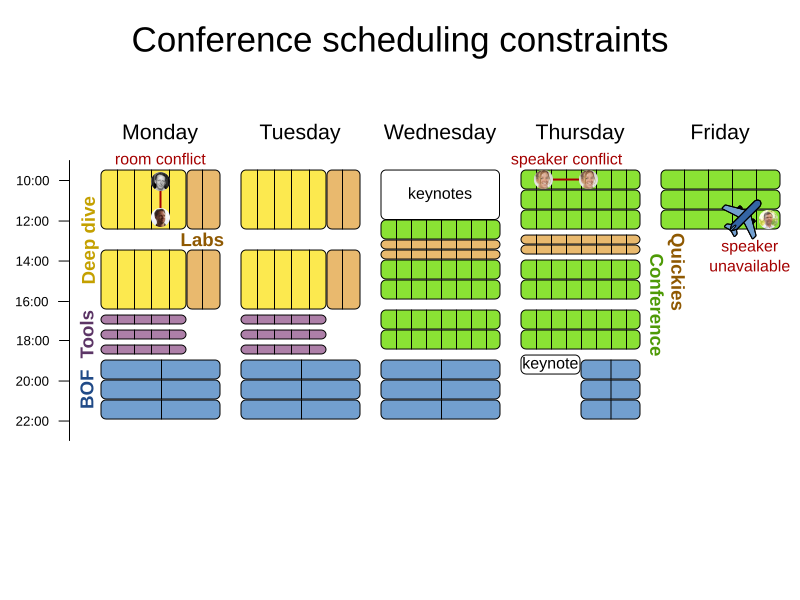 Conference scheduling constraints
Monday
Tuesday
Wednesday
Thursday
Friday
room conflict
speaker conflict
10:00
12:00
14:00
16:00
18:00
20:00
22:00
Deep dive
Labs
Tools
BOF
keynotes
keynote
Quickies
Conference
speaker
unavailable